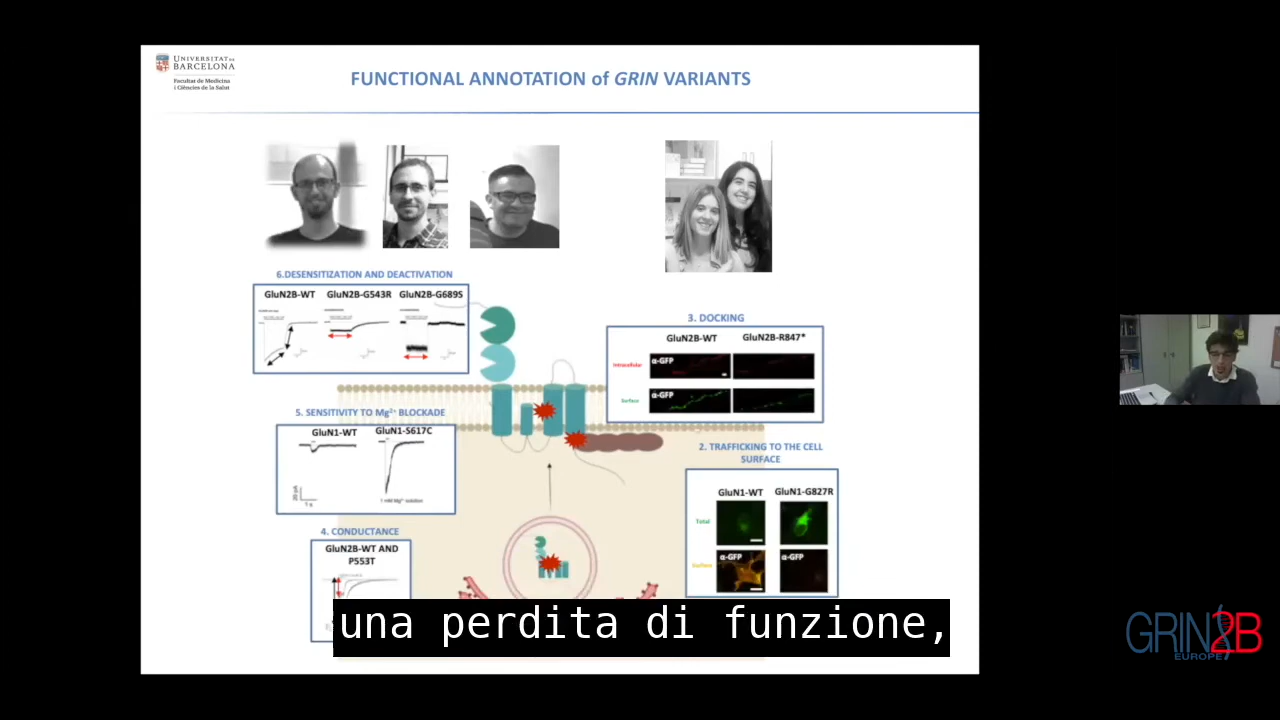 UNIVERSITAT DE
BARCELONA
Facultat de Medicina
i Ciències de la Salut
FUNCTIONAL ANNOTATION of GRIN VARIANTS
6.DESENSITIZATION AND DEACTIVATION
GluN2B-WT GluN2B-G543R GluN2B-G689S
3. DOCKING
GluN2B-WT GluN2B-R847*
Intracellular
α-GFP
Surface
α-GFP
5. SENSITIVITY TO Mg²⁺ BLOCKADE
GluN1-WT GluN1-S617C
20 pA
1 s
1 mM Mg²⁺ solution
2. TRAFFICKING TO THE CELL
SURFACE
GluN1-WT GluN1-G827R
Total
Surface
α-GFP α-GFP
4. CONDUCTANCE
GluN2B-WT AND
P553T
una perdita di funzione,
GRIN2B
EUROPE